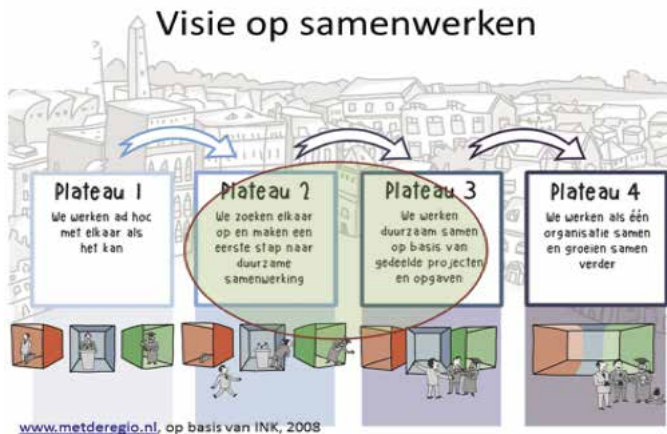 Visie op samenwerken
Plateau 1
We werken ad hoc
met elkaar als
het kan
Plateau 2
We zoeken elkaar
op en maken een
eerste stap naar
duurzame
samenwerking
Plateau 3
We werken
duurzaam samen
op basis van
gedeelde projecten
en opgaven
Plateau 4
We werken als één
organisatie samen
en groeien samen
verder
www.metderegio.nl, op basis van INK, 2008